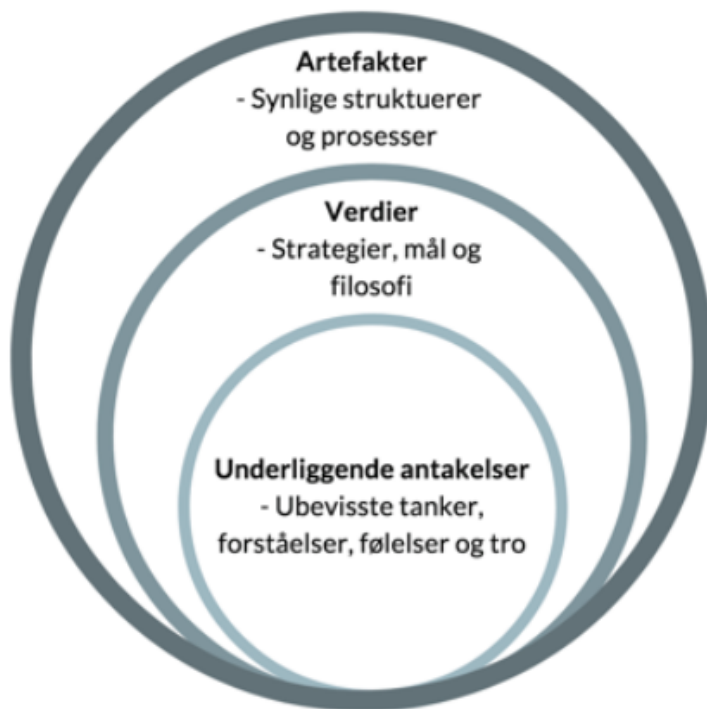 Artefakter
- Synlige struktuerer
og prosesser
Verdier
- Strategier, mål og
filosofi
Underliggende antakelser
- Ubevisste tanker,
forståelser, følelser og tro